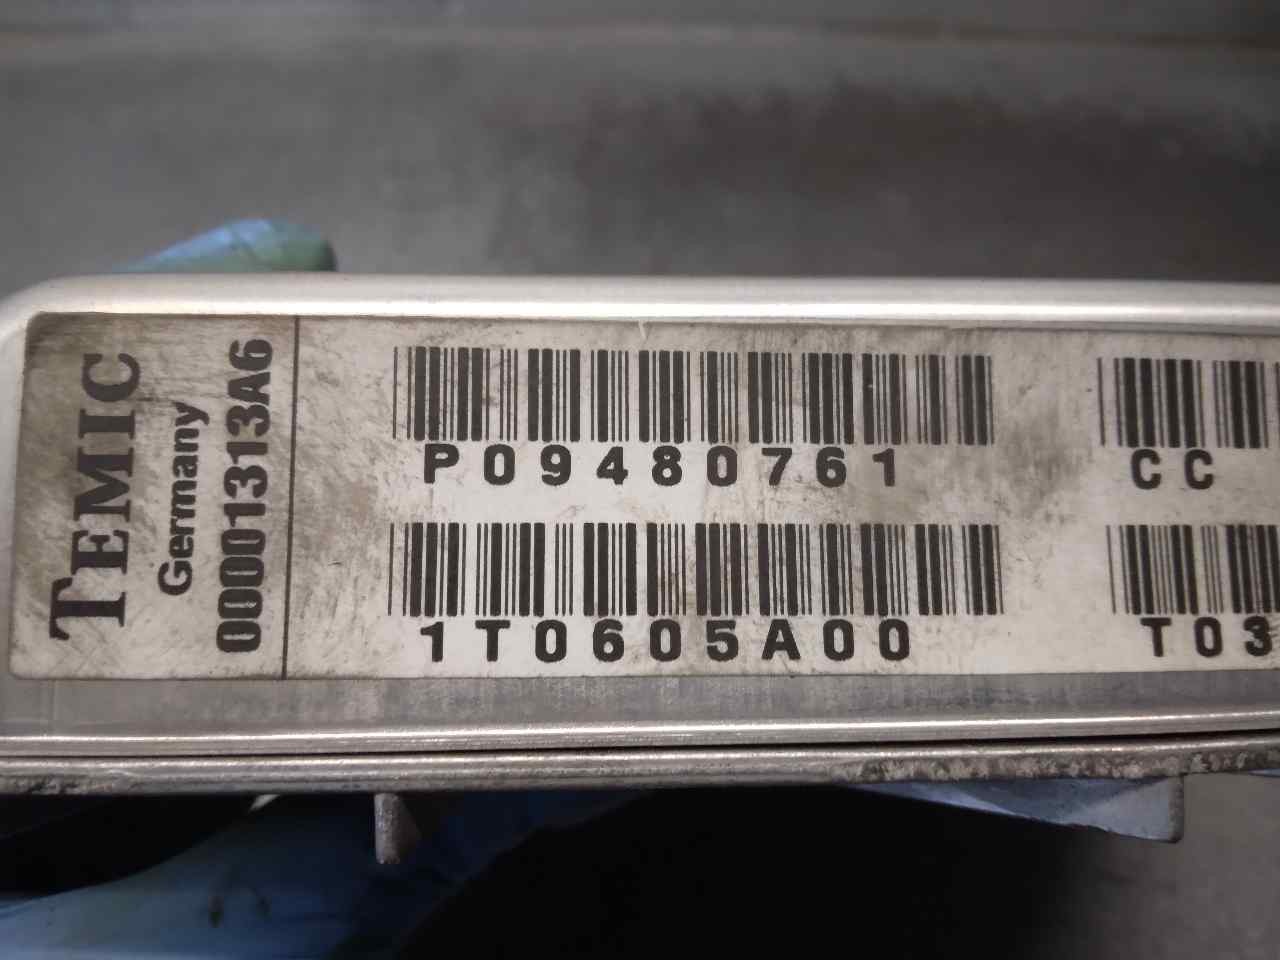 TEMIC
Germany
00001313A6
P09480761
CC
1T0605A00
T03